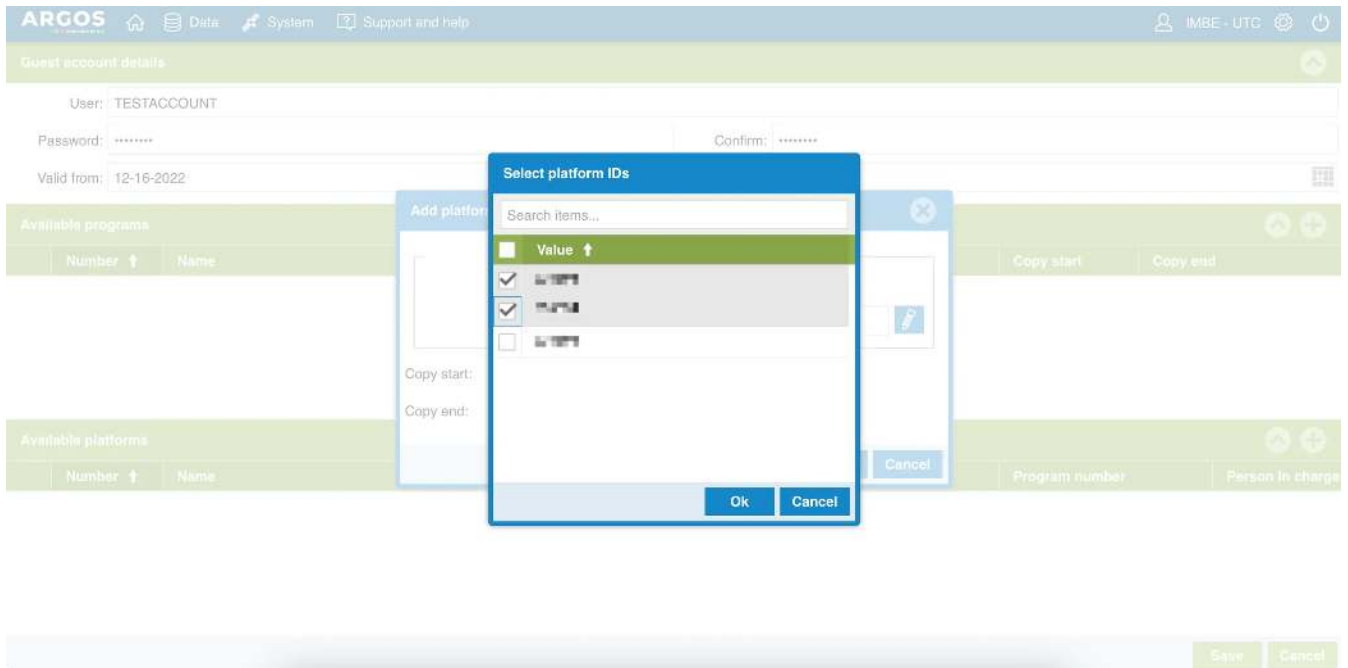 ARGOS Data System Support and help IMBE - UTC
Guest account details
User: TESTACCOUNT
Password: •••••••• Confirm: ••••••••
Valid from: 12-16-2022
Select platform IDs
Add platfor
Search items...
Available programs
Value ↑
Number ↑ Name Copy start Copy end
Copy start:
Copy end:
Available platforms
Cancel
Number ↑ Name Program number Person in charge
Ok Cancel
Save Cancel